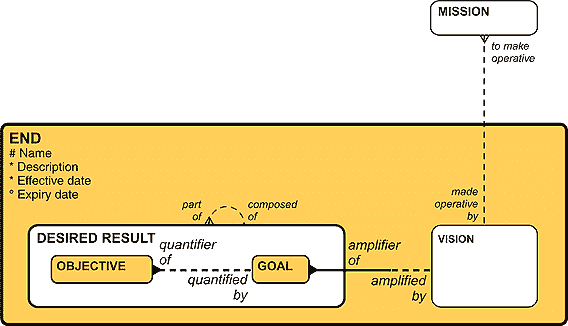 MISSION
to make
operative
END
# Name
* Description
* Effective date
° Expiry date
part
of
composed
of
made
operative
by
DESIRED RESULT
quantifier
of
amplifier
of
VISION
OBJECTIVE
GOAL
quantified
by
amplified
by